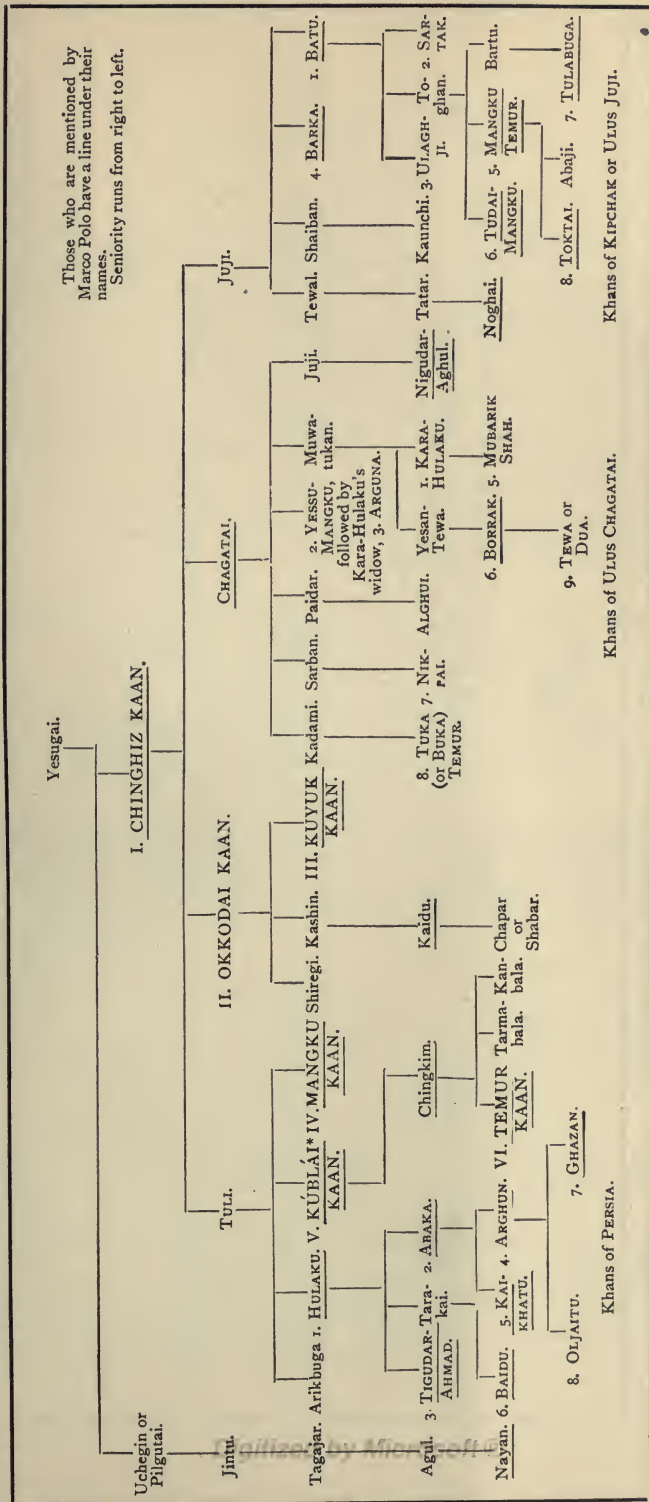 Those who are mentioned by
Marco Polo have a line under their
names.
Seniority runs from right to left.
Yesugai.
Uchegin or
Pilgutai.
I. CHINGHIZ KAAN.
Jintu.
TULI.
II. OKKODAI KAAN.
CHAGATAI.
JUJI.
Tagajar. Arikbuga 1. HULAKU. V. KÚBLÁI* IV. MANGKU Shiregi. Kashin. III. KUYUK Kadami. Sarban. Paidar. 2. YESSU- Muwa- Juji. Tewal. Shaiban. 4. BARKA. 1. BATU.
KAAN. KAAN. KAAN. MANGKU, tukan.
followed by
Kara-Hulaku's
widow, 3. ARGUNA.
Agul. 3. TIGUDAR- Tara- 2. ABAKA. Chingkim. Kaidu. 8. TUKA 7. NIK- ALGHUI. Yesan- 1. KARA- Nigudar- Tatar. Kaunchi. 3. ULAGH- To- 2. SAR-
AHMAD. kai. (or BUKA) PAI. Tewa. HULAKU. Aghul. JI. ghan. TAK.
TEMUR.
Nayan. 6. BAIDU. 5. KAI- 4. ARGHUN. VI. TEMUR Tarma- Kan- Chapar 6. BORRAK. 5. MUBARIK Noghai. 6. TUDAI- 5. MANGKU Bartu.
KHATU. KAAN. bala. bala. or SHAH. MANGKU. TEMUR.
Shabar.
8. OLJAITU. 7. GHAZAN. 9. TEWA or 8. TOKTAI. Abaji. 7. TULABUGA.
DUA.
Khans of PERSIA.
Khans of ULUS CHAGATAI.
Khans of KIPCHAK or ULUS JUJI.
Digitized by Microsoft ®